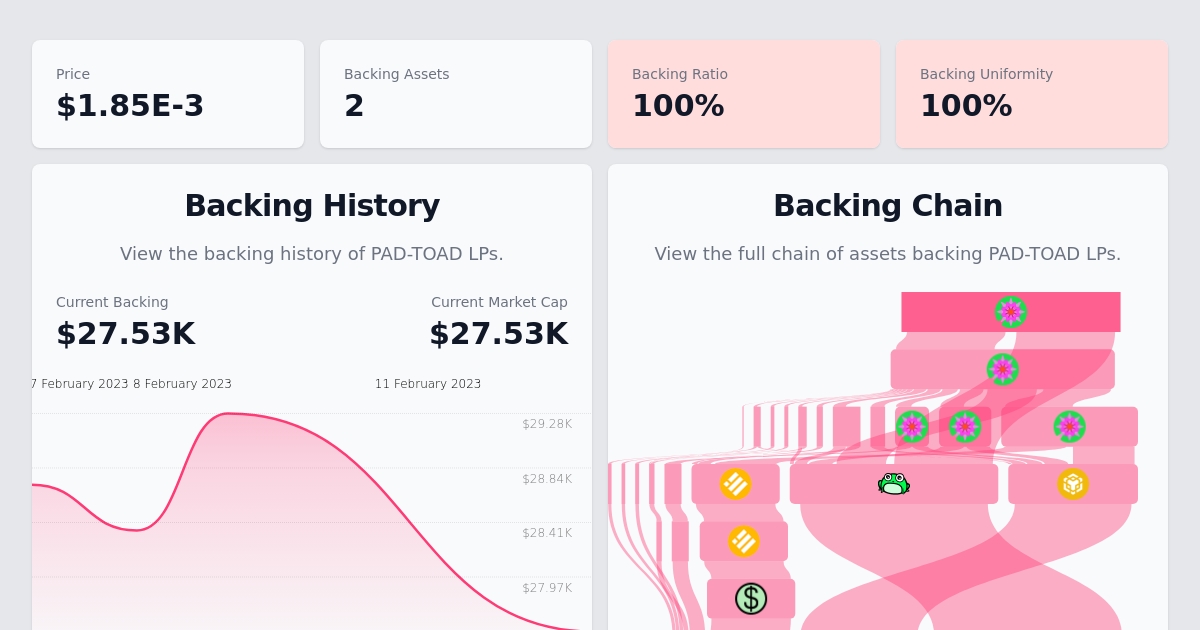 Price
$1.85E-3
Backing Assets
2
Backing Ratio
100%
Backing Uniformity
100%
Backing History
View the backing history of PAD-TOAD LPs.
Current Backing
$27.53K
Current Market Cap
$27.53K
7 February 2023 8 February 2023 11 February 2023
$29.28K
$28.84K
$28.41K
$27.97K
Backing Chain
View the full chain of assets backing PAD-TOAD LPs.
$